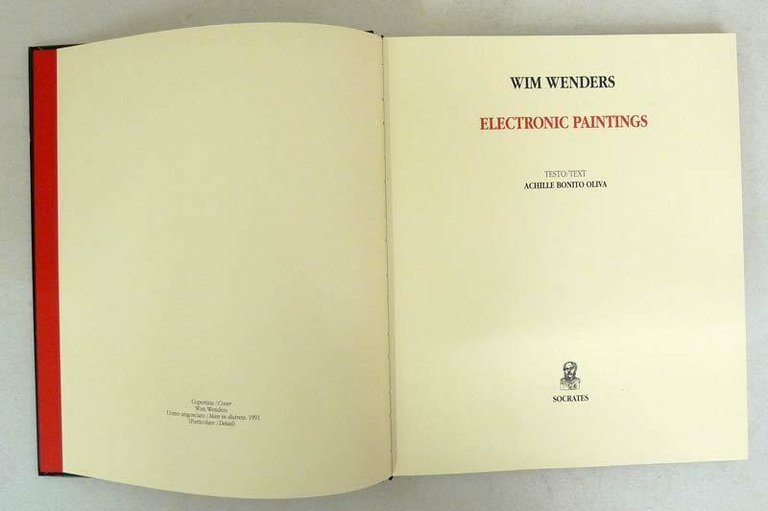 Copertina / Cover
Wim Wenders
Uomo angosciato / Man in distress, 1991
(Particolare / Detail)
WIM WENDERS
ELECTRONIC PAINTINGS
TESTO/TEXT
ACHILLE BONITO OLIVA
SOCRATES